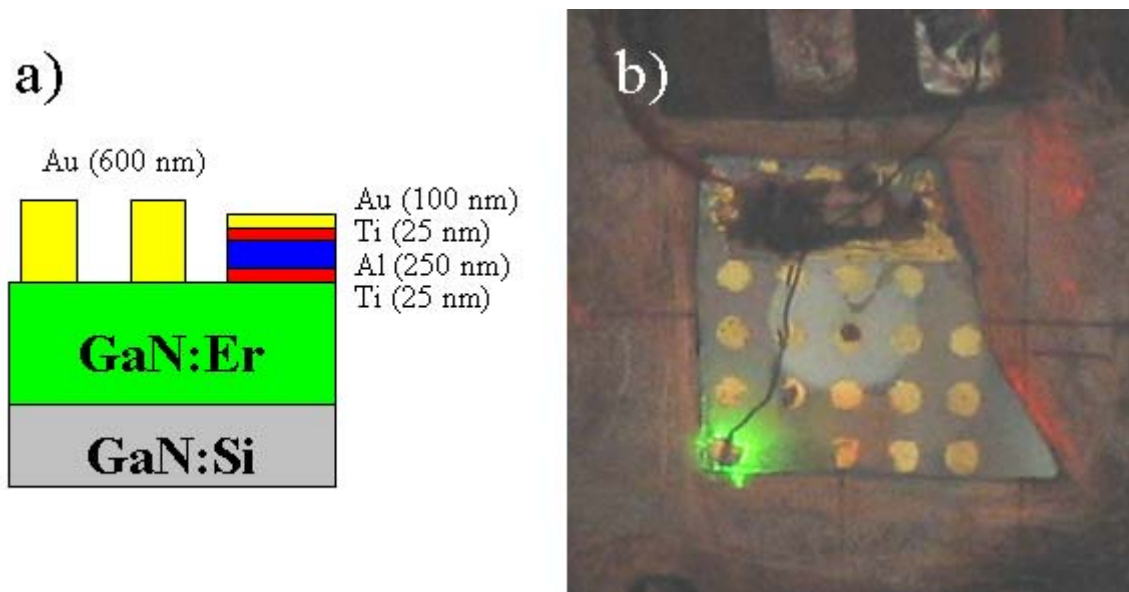 a)
Au (600 nm)
Au (100 nm)
Ti (25 nm)
Al (250 nm)
Ti (25 nm)
GaN:Er
GaN:Si
b)